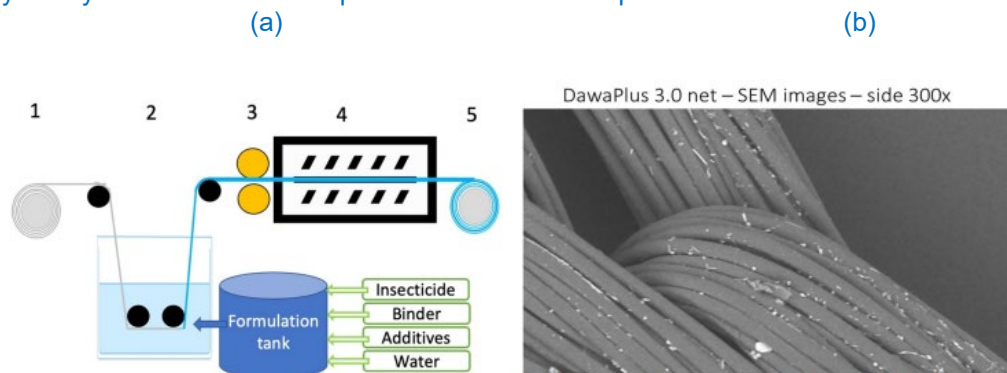 (a) (b)
1 2 3 4 5
Insecticide
Binder
Additives
Water
Formulation
tank
DawaPlus 3.0 net – SEM images – side 300x